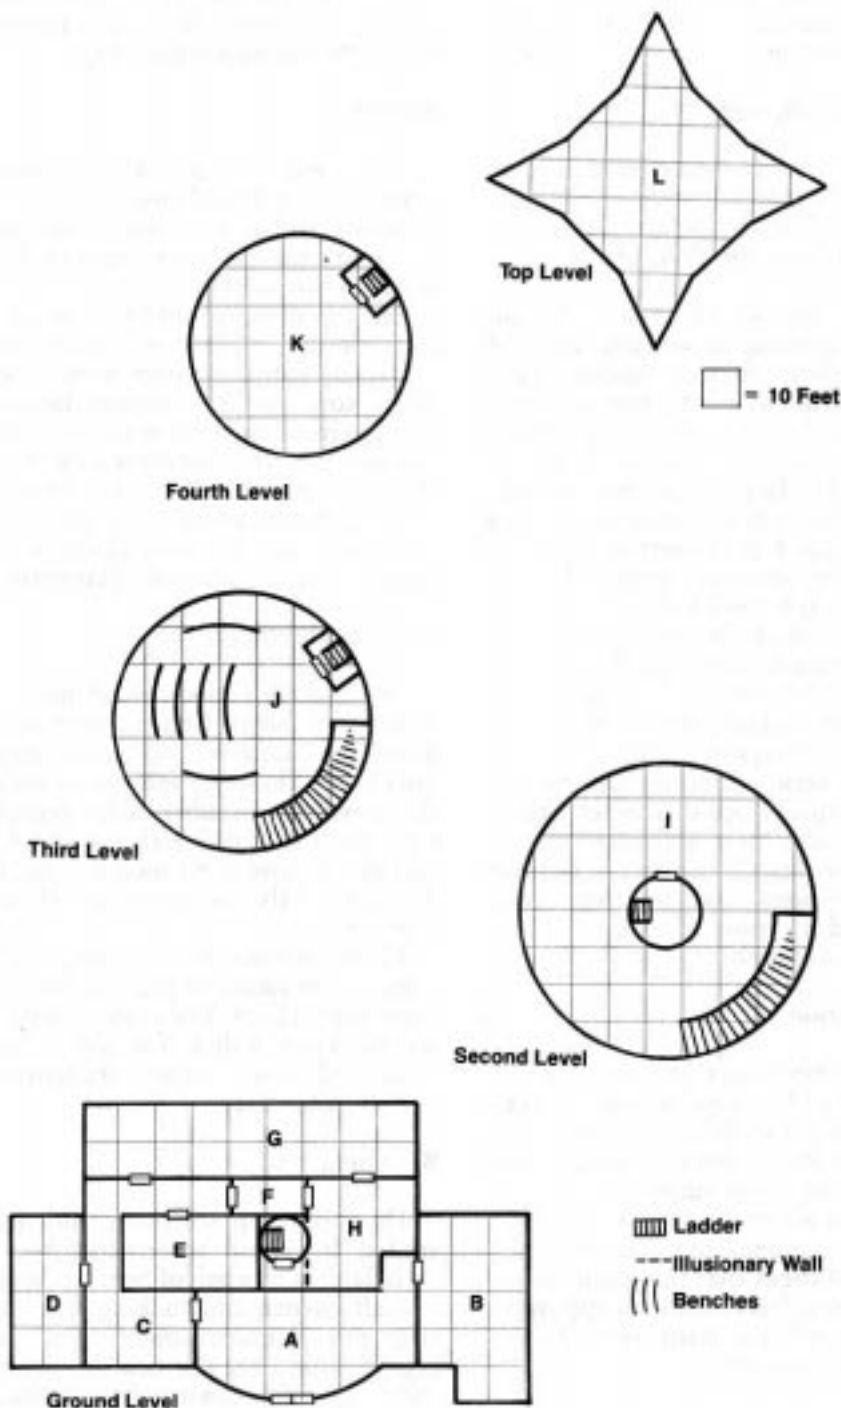 L
Top Level
= 10 Feet
K
Fourth Level
J
Third Level
I
Second Level
G
F
H
E
D
C
A
B
Ground Level
Ladder
Illusionary Wall
Benches